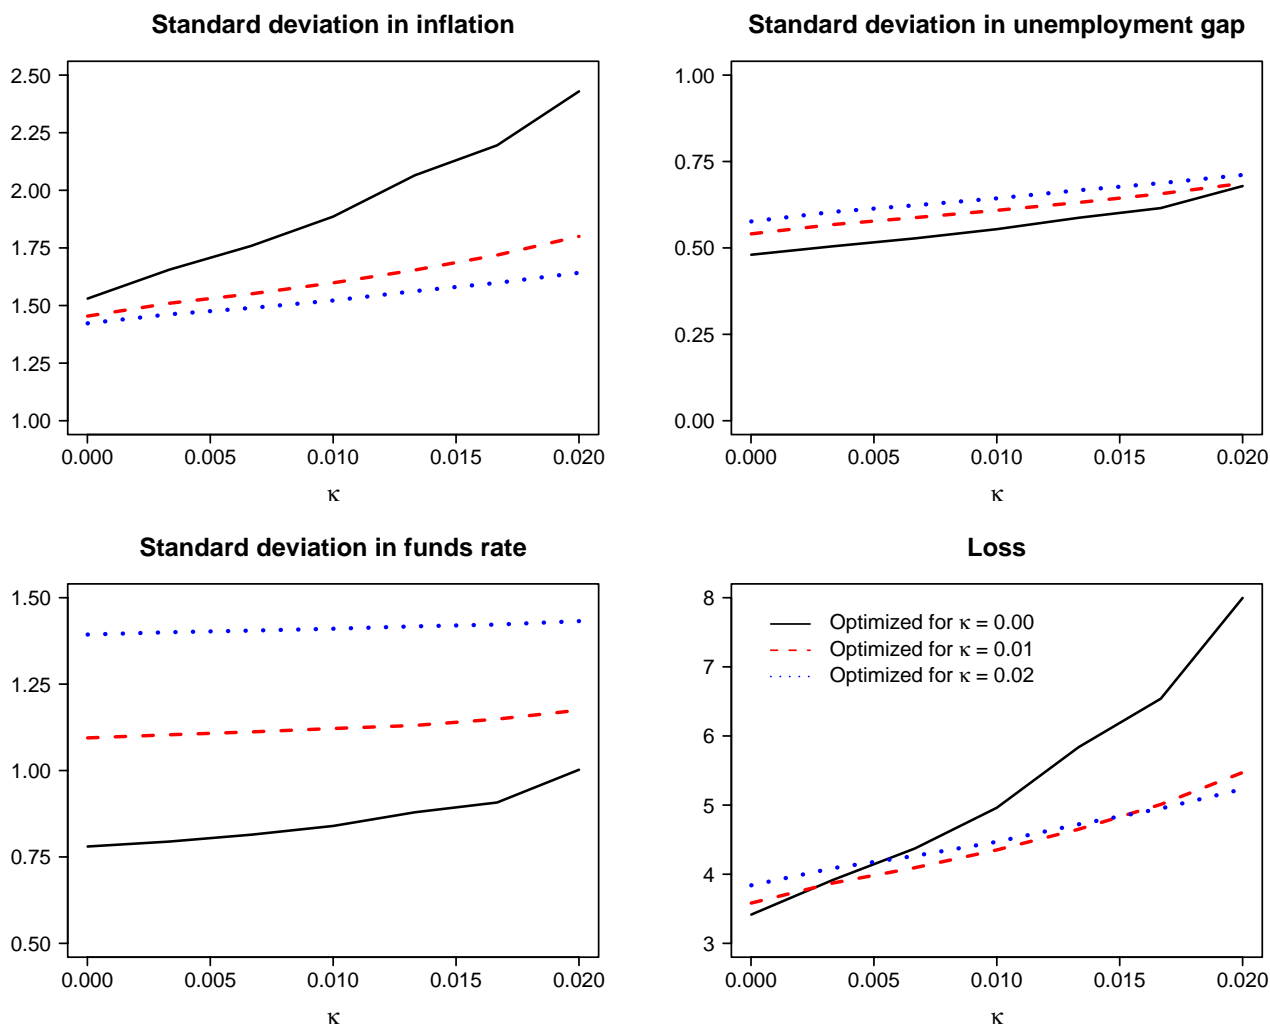 Standard deviation in inflation
2.50
2.25
2.00
1.75
1.50
1.25
1.00
0.000 0.005 0.010 0.015 0.020
κ
Standard deviation in unemployment gap
1.00
0.75
0.50
0.25
0.00
0.000 0.005 0.010 0.015 0.020
κ
Standard deviation in funds rate
1.50
1.25
1.00
0.75
0.50
0.000 0.005 0.010 0.015 0.020
κ
Loss
8
7
6
5
4
3
Optimized for κ = 0.00
Optimized for κ = 0.01
Optimized for κ = 0.02
0.000 0.005 0.010 0.015 0.020
κ